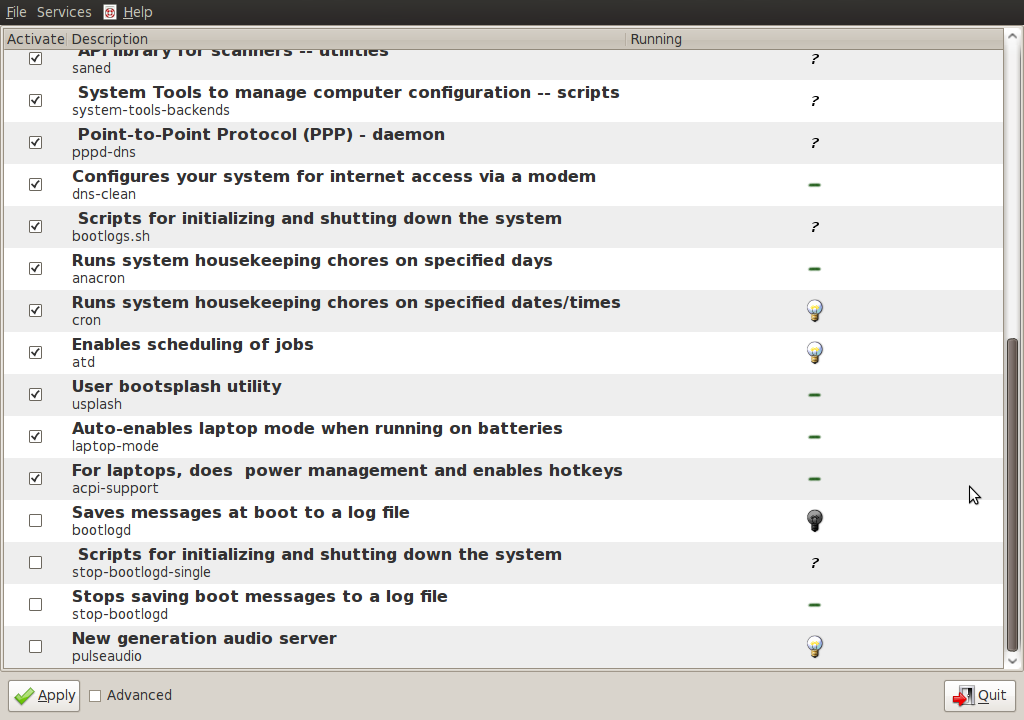 File Services Help
Activate Description Running
API library for scanners -- utilities
saned
?
System Tools to manage computer configuration -- scripts
system-tools-backends
?
Point-to-Point Protocol (PPP) - daemon
pppd-dns
?
Configures your system for internet access via a modem
dns-clean
Scripts for initializing and shutting down the system
bootlogs.sh
?
Runs system housekeeping chores on specified days
anacron
Runs system housekeeping chores on specified dates/times
cron
Enables scheduling of jobs
atd
User bootsplash utility
usplash
Auto-enables laptop mode when running on batteries
laptop-mode
For laptops, does  power management and enables hotkeys
acpi-support
Saves messages at boot to a log file
bootlogd
Scripts for initializing and shutting down the system
stop-bootlogd-single
?
Stops saving boot messages to a log file
stop-bootlogd
New generation audio server
pulseaudio
Apply Advanced Quit